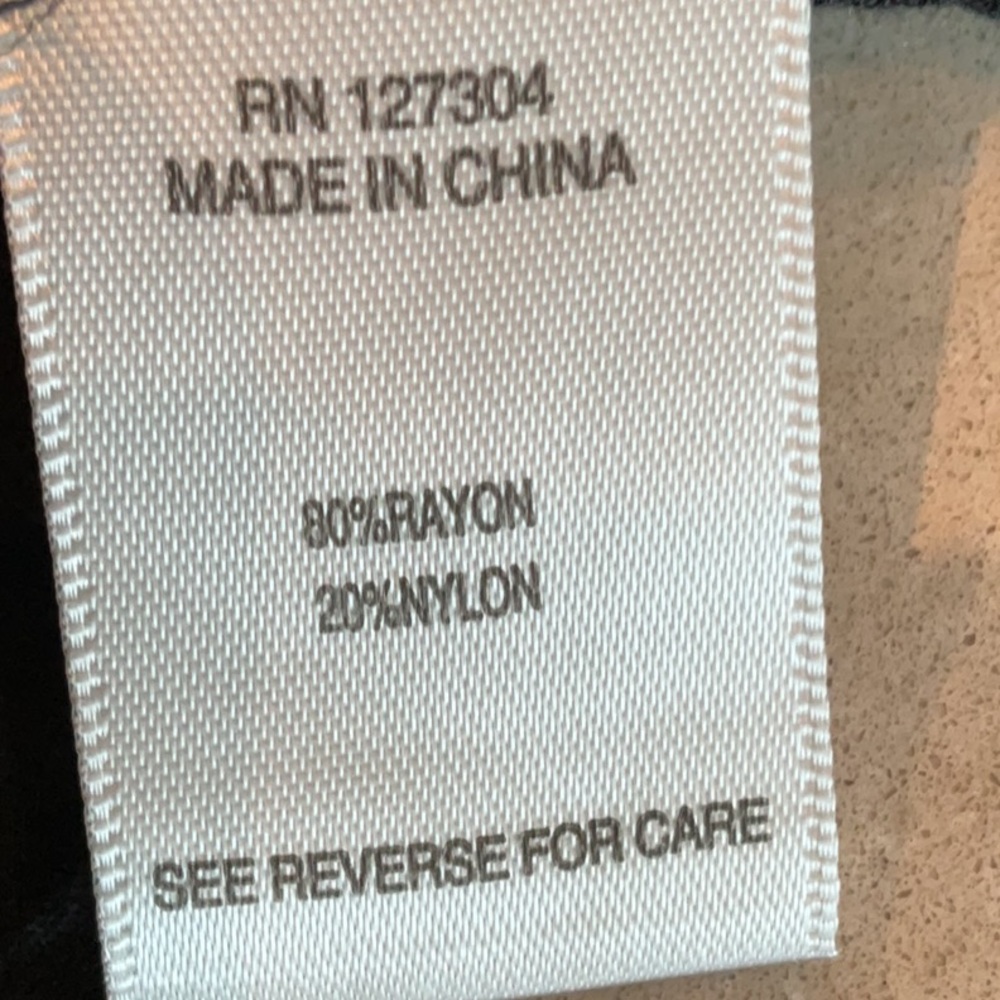 RN 127304
MADE IN CHINA
80%RAYON
20%NYLON
SEE REVERSE FOR CARE